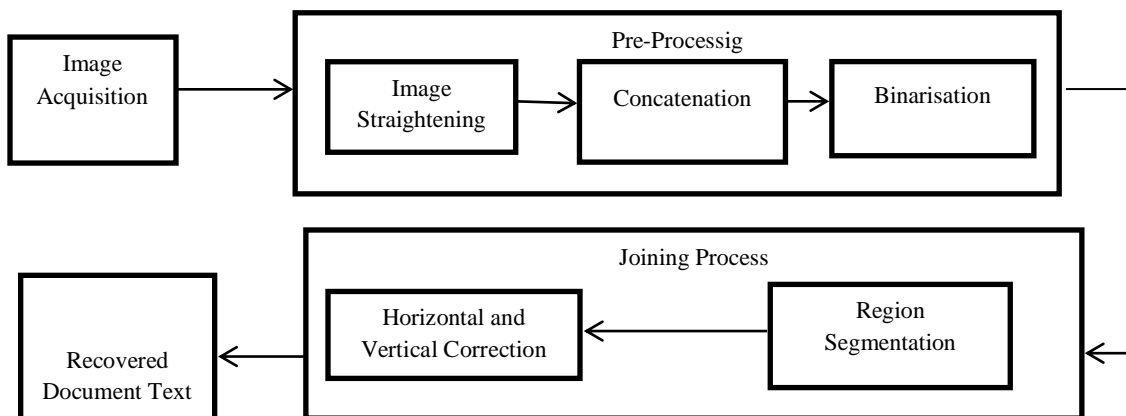 Pre-Processig
Image
Acquisition
Image
Straightening
Concatenation
Binarisation
Joining Process
Region
Segmentation
Horizontal and
Vertical Correction
Recovered
Document Text